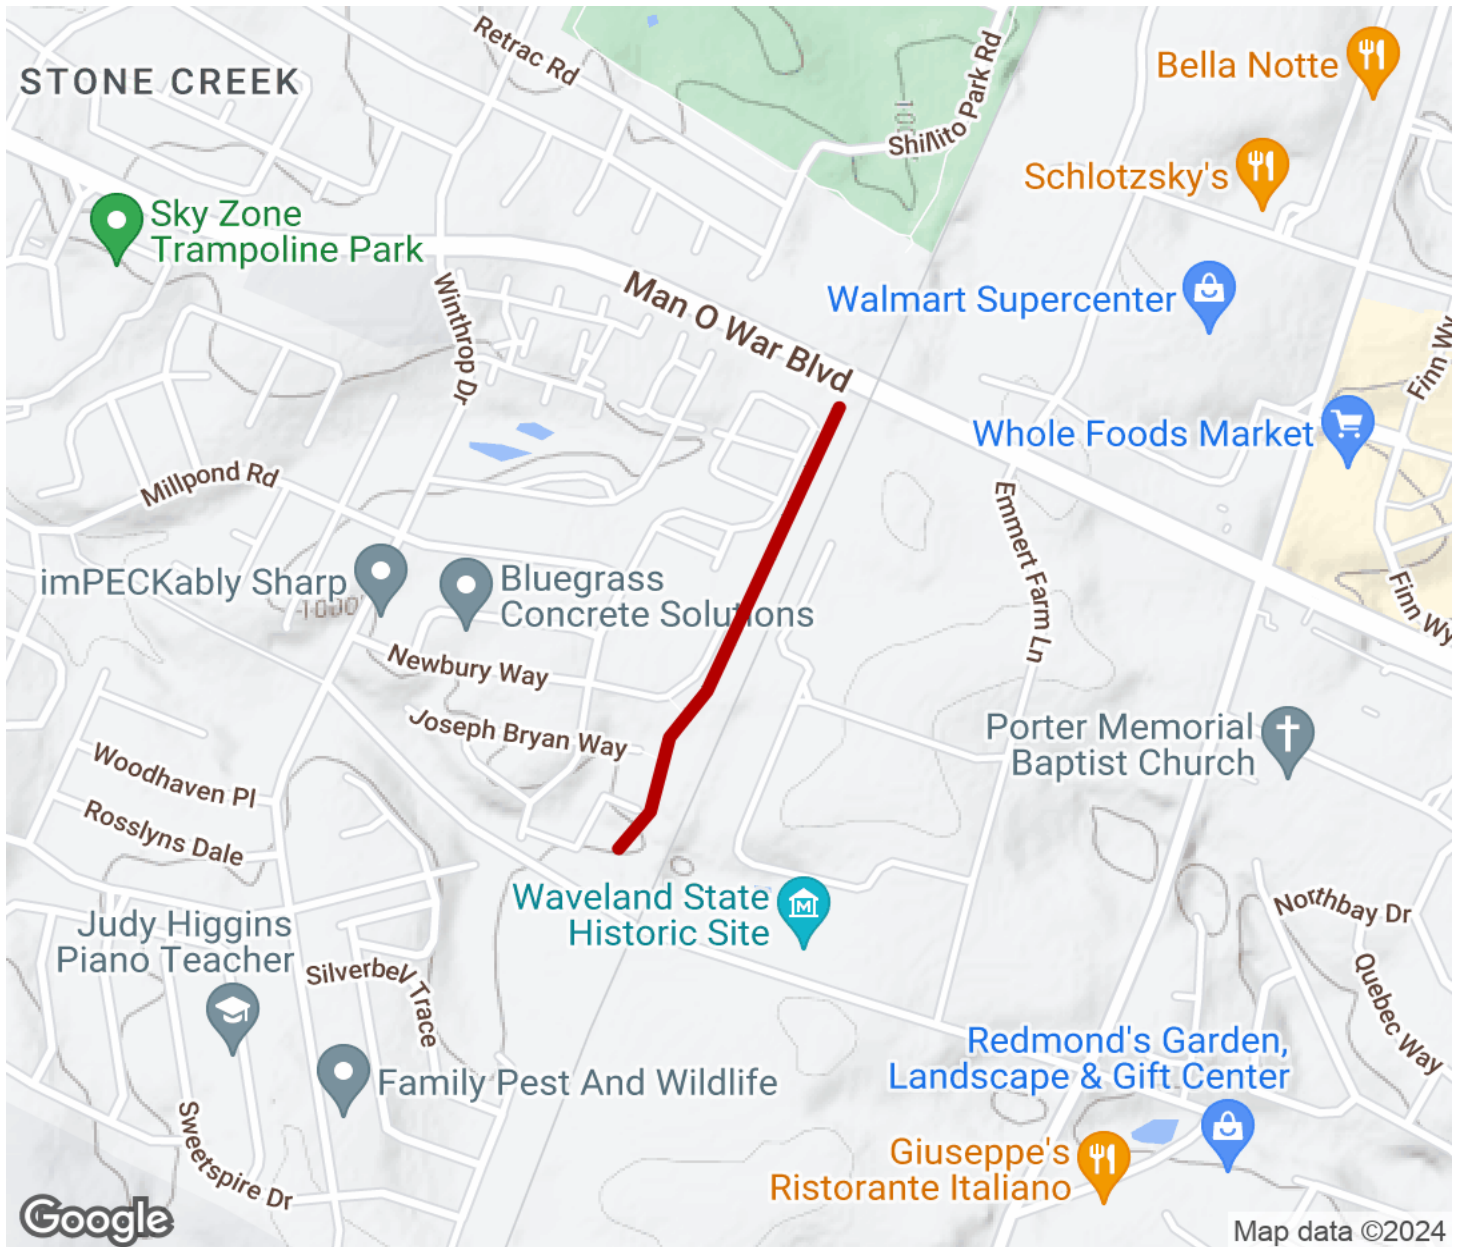 Retrac Rd
STONE CREEK
Bella Notte
Shillito Park Rd
Schlotzsky's
Sky Zone
Trampoline Park
Winthrop Dr
Man O War Blvd
Walmart Supercenter
Finn Wy
Whole Foods Market
Millpond Rd
Emmert Farm Ln
imPECKably Sharp
1000'
Bluegrass
Concrete Solutions
Finn Wy
Newbury Way
Joseph Bryan Way
Porter Memorial
Baptist Church
Woodhaven Pl
Rosslyns Dale
Waveland State
Historic Site
Northbay Dr
Judy Higgins
Piano Teacher
Silverbell Trace
Quebec Way
Redmond's Garden,
Landscape & Gift Center
Family Pest And Wildlife
Sweetspire Dr
Giuseppe's
Ristorante Italiano
Google
Map data ©2024